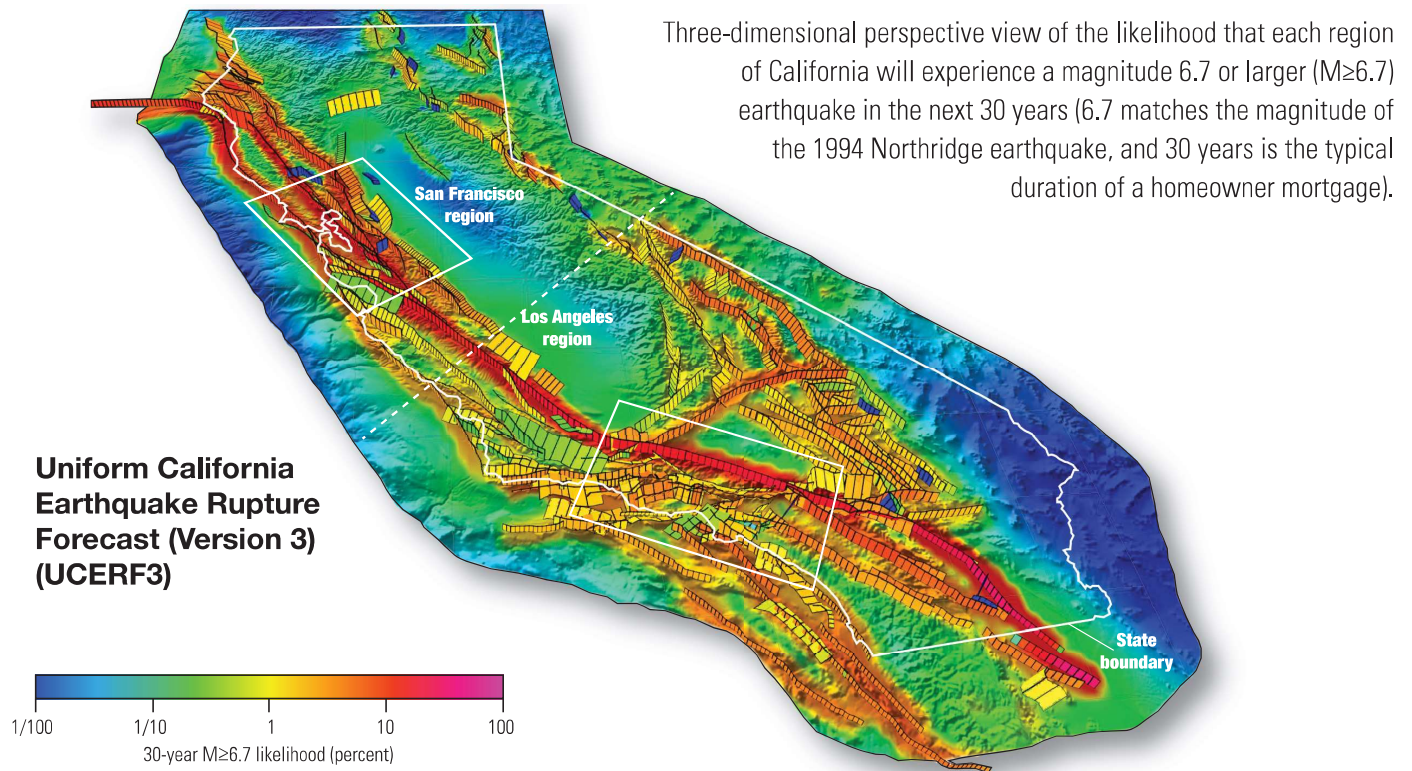 Three-dimensional perspective view of the likelihood that each region
of California will experience a magnitude 6.7 or larger (M≥6.7)
earthquake in the next 30 years (6.7 matches the magnitude of
the 1994 Northridge earthquake, and 30 years is the typical
duration of a homeowner mortgage).
San Francisco
region
Los Angeles
region
Uniform California
Earthquake Rupture
Forecast (Version 3)
(UCERF3)
State
boundary
1/100 1/10 1 10 100
30-year M≥6.7 likelihood (percent)